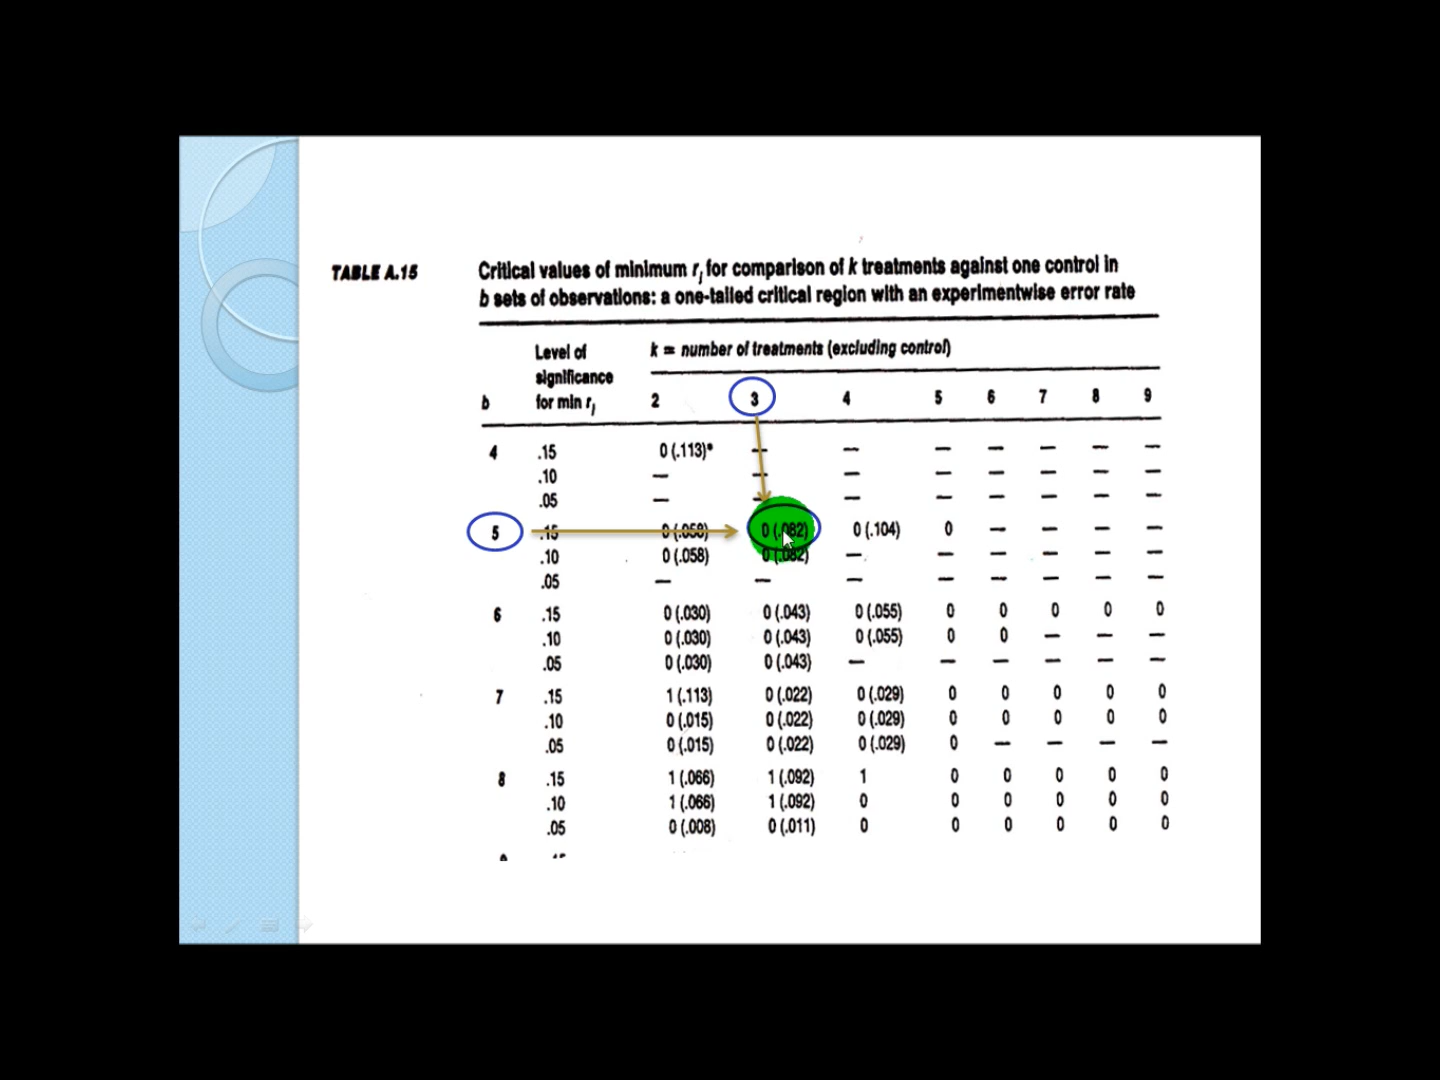 TABLE A.15
Critical values of minimum rj for comparison of k treatments against one control in
b sets of observations: a one-tailed critical region with an experimentwise error rate
Level of significance for min rj
k = number of treatments (excluding control)
b 2 3 4 5 6 7 8 9
4 .15 0 (.113)* — — — — — — —
.10 — — — — — — — —
.05 — — — — — — — —
5 .15 0 (.058) 0 (.082) 0 (.104) 0 — — — —
.10 0 (.058) 0 (.082) — — — — — —
.05 — — — — — — — —
6 .15 0 (.030) 0 (.043) 0 (.055) 0 0 0 0 0
.10 0 (.030) 0 (.043) 0 (.055) 0 0 — — —
.05 0 (.030) 0 (.043) — — — — — —
7 .15 1 (.113) 0 (.022) 0 (.029) 0 0 0 0 0
.10 0 (.015) 0 (.022) 0 (.029) 0 0 0 0 0
.05 0 (.015) 0 (.022) 0 (.029) 0 — — — —
8 .15 1 (.066) 1 (.092) 1 0 0 0 0 0
.10 1 (.066) 1 (.092) 0 0 0 0 0 0
.05 0 (.008) 0 (.011) 0 0 0 0 0 0